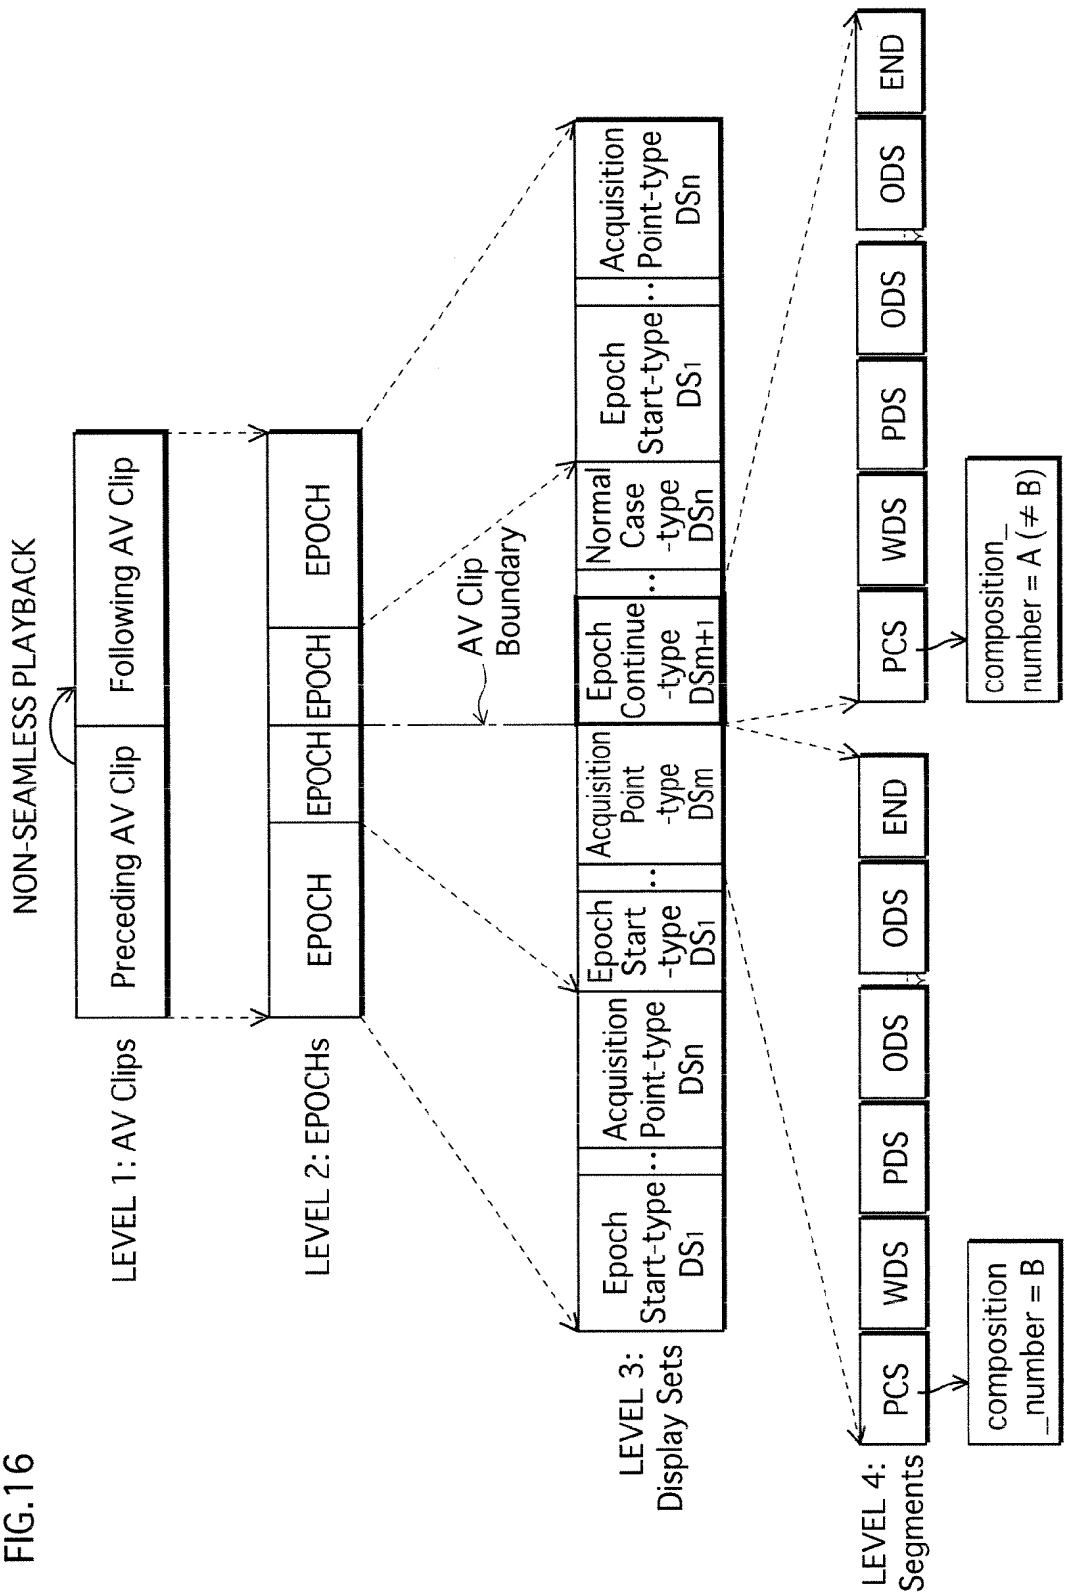 FIG.16
NON-SEAMLESS PLAYBACK
LEVEL 1: AV Clips
Preceding AV Clip
Following AV Clip
LEVEL 2: EPOCHs
EPOCH
EPOCH
EPOCH
EPOCH
AV Clip
Boundary
LEVEL 3:
Display Sets
Epoch
Start-type
DS1
..
Acquisition
Point-type
DSn
Epoch
Start
-type
DS1
..
Acquisition
Point
-type
DSm
Epoch
Continue
-type
DSm+1
..
Normal
Case
-type
DSn
Epoch
Start-type
DS1
..
Acquisition
Point-type
DSn
LEVEL 4:
Segments
PCS
WDS
PDS
ODS
ODS
END
PCS
WDS
PDS
ODS
ODS
END
composition
_number = B
composition_
number = A (≠ B)